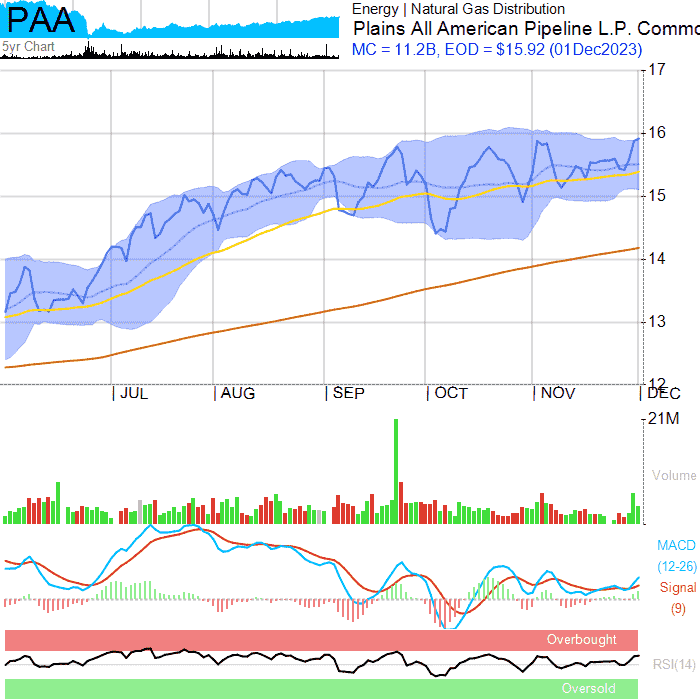 PAA
5yr Chart
Energy | Natural Gas Distribution
Plains All American Pipeline L.P. Commo
MC = 11.2B, EOD = $15.92 (01Dec2023)
17
16
15
14
13
12
JUL AUG SEP OCT NOV DEC
21M
Volume
MACD
(12-26)
Signal
(9)
Overbought
RSI(14)
Oversold